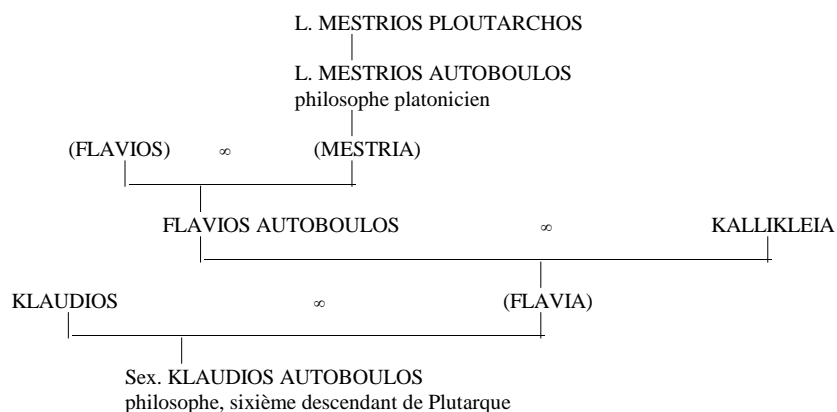 L. MESTRIOS PLOUTARCHOS
L. MESTRIOS AUTOBOULOS
philosophe platonicien
(FLAVIOS) ∞ (MESTRIA)
FLAVIOS AUTOBOULOS ∞ KALLIKLEIA
KLAUDIOS ∞ (FLAVIA)
Sex. KLAUDIOS AUTOBOULOS
philosophe, sixième descendant de Plutarque